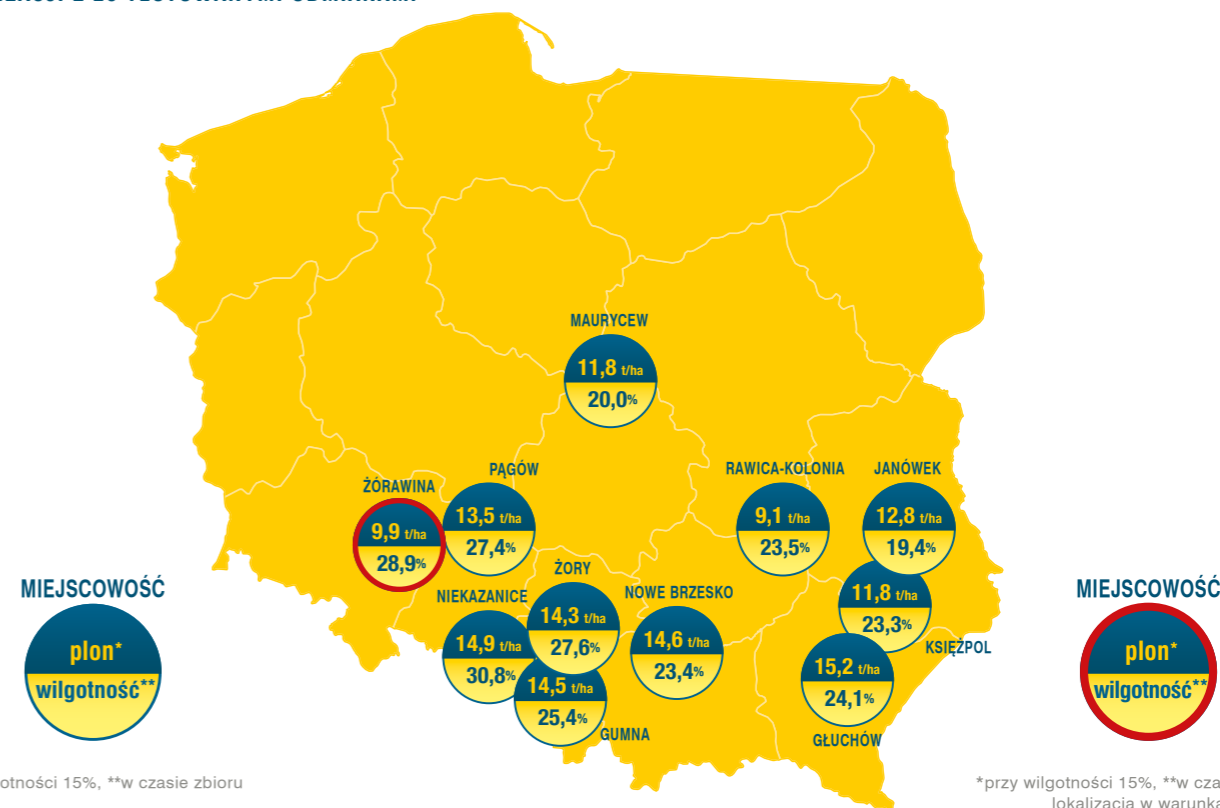 MAURYCEW
11,8 t/ha
20,0%
PĄGÓW
13,5 t/ha
27,4%
RAWICA-KOLONIA
9,1 t/ha
23,5%
JANÓWEK
12,8 t/ha
19,4%
ŻÓRAWINA
9,9 t/ha
28,9%
ŻORY
14,3 t/ha
27,6%
NIEKAZANICE
14,9 t/ha
30,8%
NOWE BRZESKO
14,6 t/ha
23,4%
11,8 t/ha
23,3%
KSIĘŻPOL
15,2 t/ha
24,1%
GŁUCHÓW
14,5 t/ha
25,4%
GUMNA
MIEJSCOWOŚĆ
plon*
wilgotność**
MIEJSCOWOŚĆ
plon*
wilgotność**
15%, **w czasie zbioru
*przy wilgotności 15%, **w
lokalizacja w